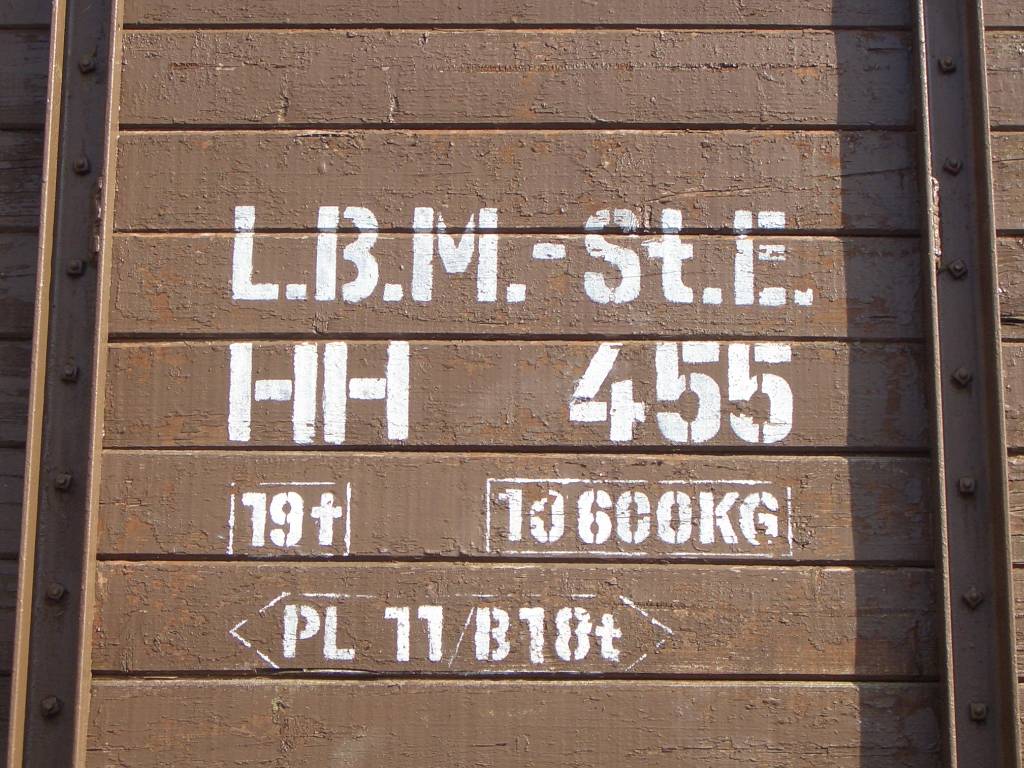 L.B.M.-St.E.
HH 455
19t 10600KG
PL 11/B18t